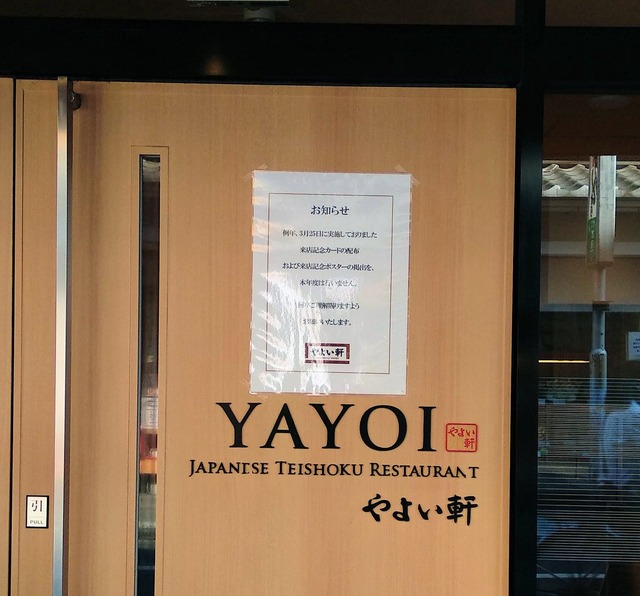 お知らせ
例年、3月25日に実施しておりました
来店記念カードの配布
および来店記念ポスターの掲出を、
本年度は行いません。
何卒ご理解賜りますよう
お願いいたします。
やよい軒
YAYOI
やよい
軒
JAPANESE TEISHOKU RESTAURANT
やよい軒
引
PULL